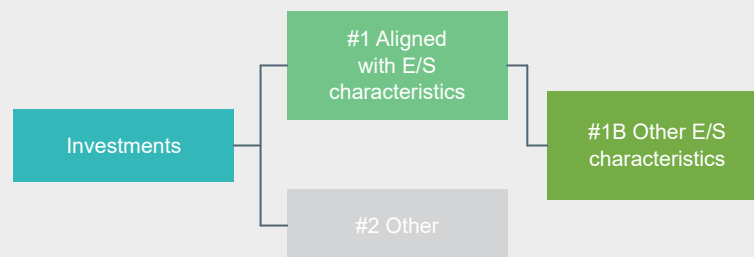 #1 Aligned
with E/S
characteristics
Investments
#1B Other E/S
characteristics
#2 Other